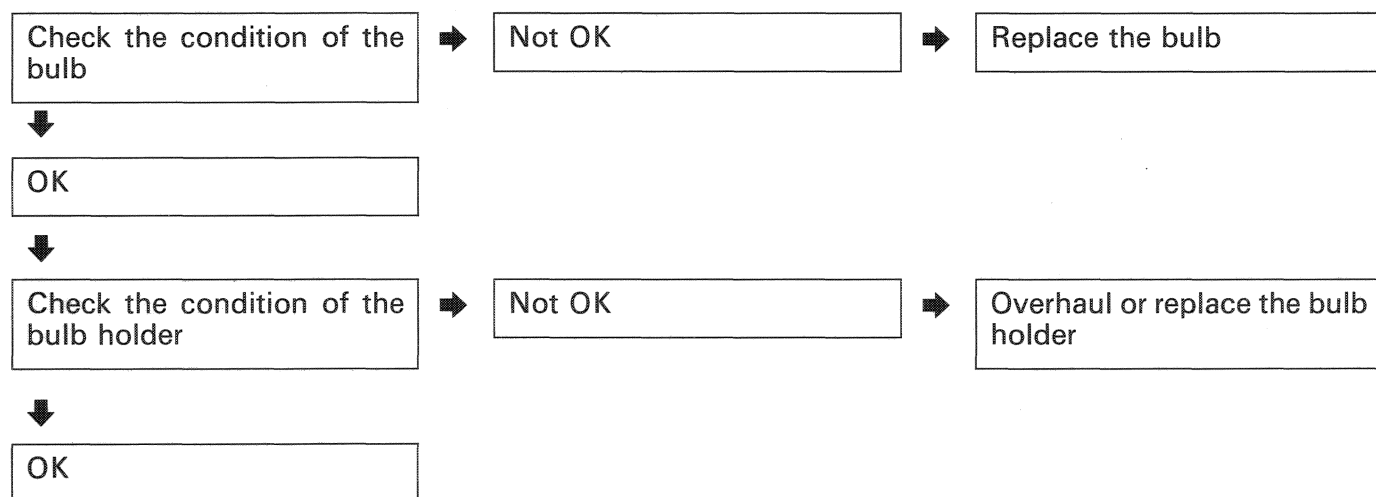 Check the condition of the
bulb
Not OK
Replace the bulb
OK
Check the condition of the
bulb holder
Not OK
Overhaul or replace the bulb
holder
OK